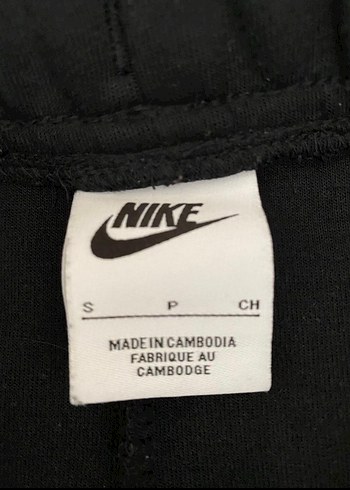 NIKE
S P CH
MADE IN CAMBODIA
FABRIQUE AU
CAMBODGE